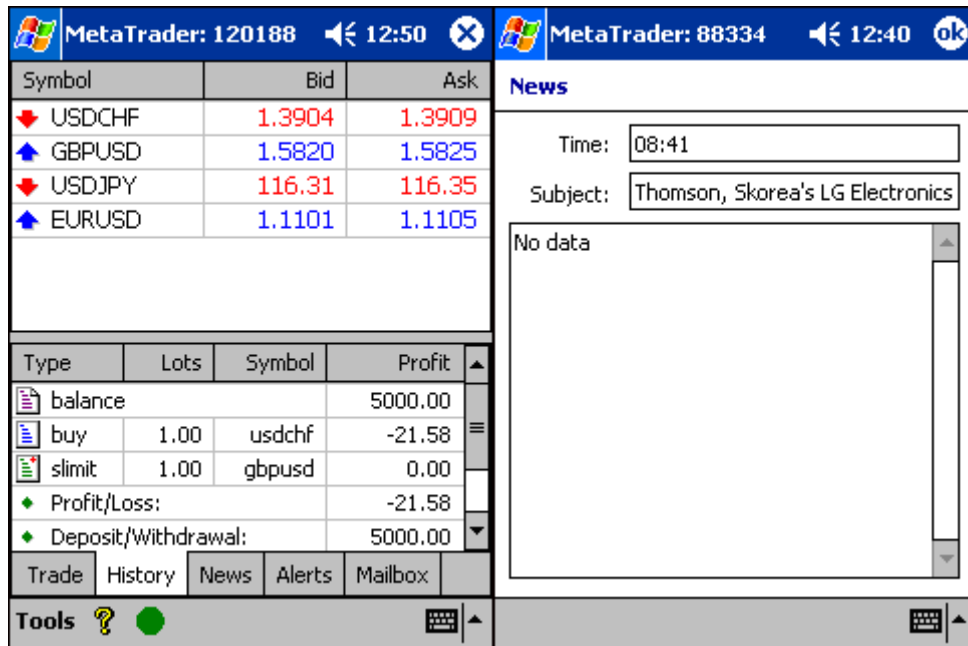 MetaTrader: 120188 12:50
Symbol Bid Ask
USDCHF 1.3904 1.3909
GBPUSD 1.5820 1.5825
USDJPY 116.31 116.35
EURUSD 1.1101 1.1105
Type Lots Symbol Profit
balance 5000.00
buy 1.00 usdchf -21.58
slimit 1.00 gbpusd 0.00
Profit/Loss: -21.58
Deposit/Withdrawal: 5000.00
Trade History News Alerts Mailbox
Tools
MetaTrader: 88334 12:40 ok
News
Time: 08:41
Subject: Thomson, Skorea's LG Electronics
No data